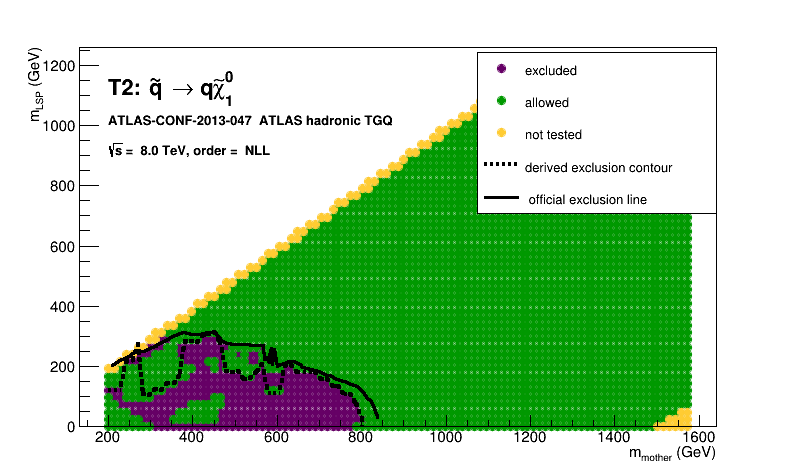 m_LSP (GeV)
1200
1000
800
600
400
200
0
T2: q̃ → qχ̃⁰₁
ATLAS-CONF-2013-047 ATLAS hadronic TGQ
√s = 8.0 TeV, order = NLL
excluded
allowed
not tested
derived exclusion contour
official exclusion line
200 400 600 800 1000 1200 1400 1600
m_mother (GeV)